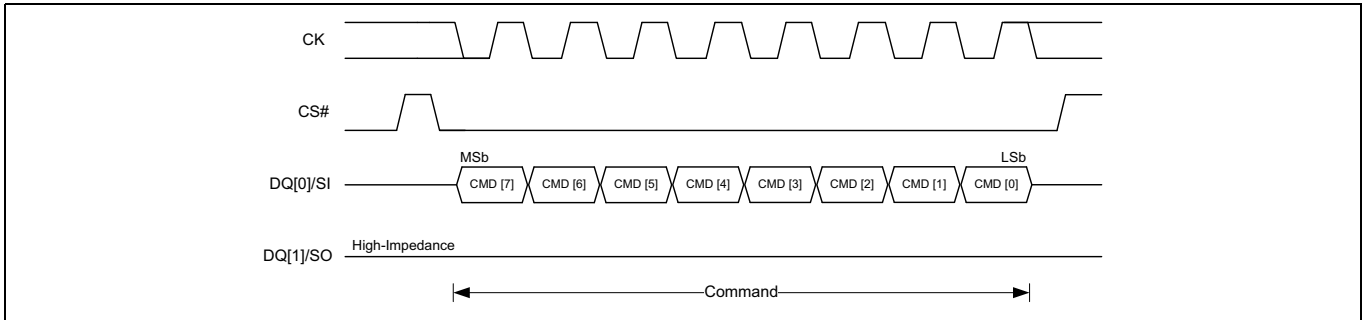 CK
CS#
MSb LSb
DQ[0]/SI CMD [7] CMD [6] CMD [5] CMD [4] CMD [3] CMD [2] CMD [1] CMD [0]
High-Impedance
DQ[1]/SO
Command